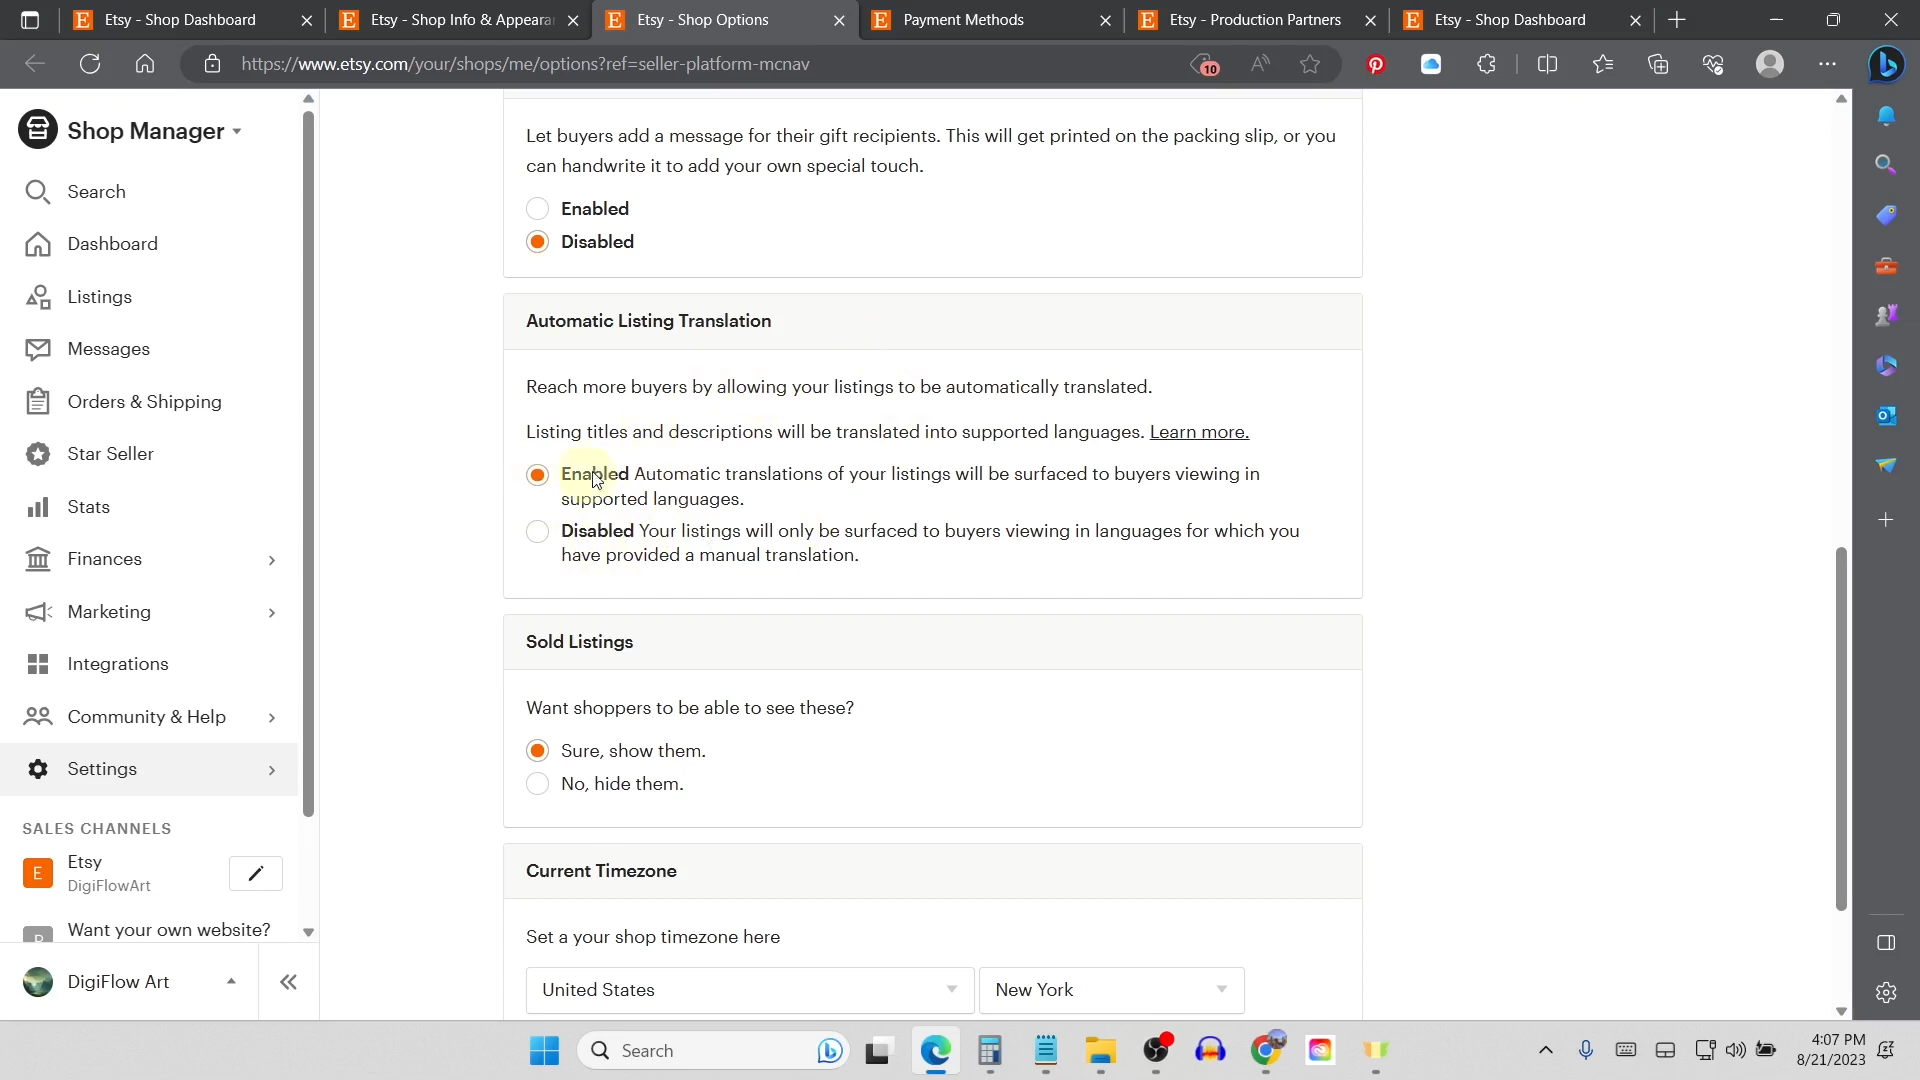 Etsy - Shop Dashboard
Etsy - Shop Info & Appearan
Etsy - Shop Options
Payment Methods
Etsy - Production Partners
Etsy - Shop Dashboard
https://www.etsy.com/your/shops/me/options?ref=seller-platform-mcnav
10
Shop Manager
Search
Dashboard
Listings
Messages
Orders & Shipping
Star Seller
Stats
Finances
Marketing
Integrations
Community & Help
Settings
SALES CHANNELS
E
Etsy
DigiFlowArt
Want your own website?
DigiFlow Art
Let buyers add a message for their gift recipients. This will get printed on the packing slip, or you
can handwrite it to add your own special touch.
Enabled
Disabled
Automatic Listing Translation
Reach more buyers by allowing your listings to be automatically translated.
Listing titles and descriptions will be translated into supported languages. Learn more.
Enabled Automatic translations of your listings will be surfaced to buyers viewing in
supported languages.
Disabled Your listings will only be surfaced to buyers viewing in languages for which you
have provided a manual translation.
Sold Listings
Want shoppers to be able to see these?
Sure, show them.
No, hide them.
Current Timezone
Set a your shop timezone here
United States
New York
Search
4:07 PM
8/21/2023